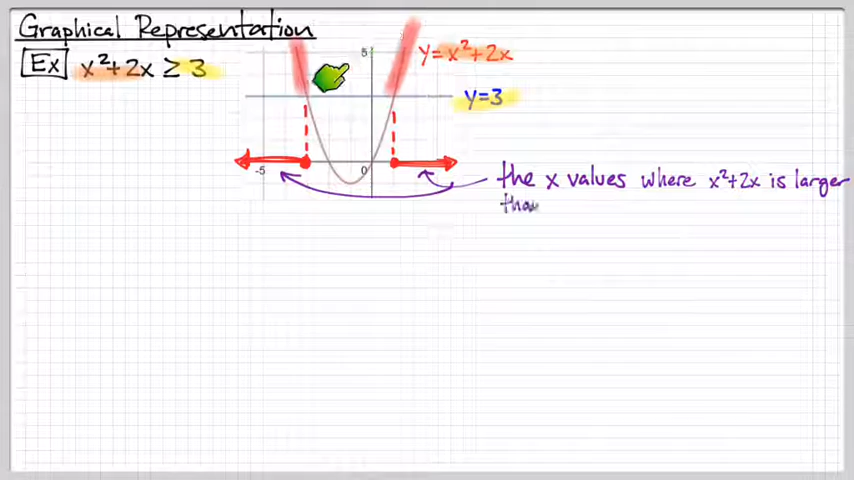 Graphical Representation
Ex x²+2x ≥ 3
5
y=x²+2x
y=3
-5 0
the x values where x²+2x is larger
than